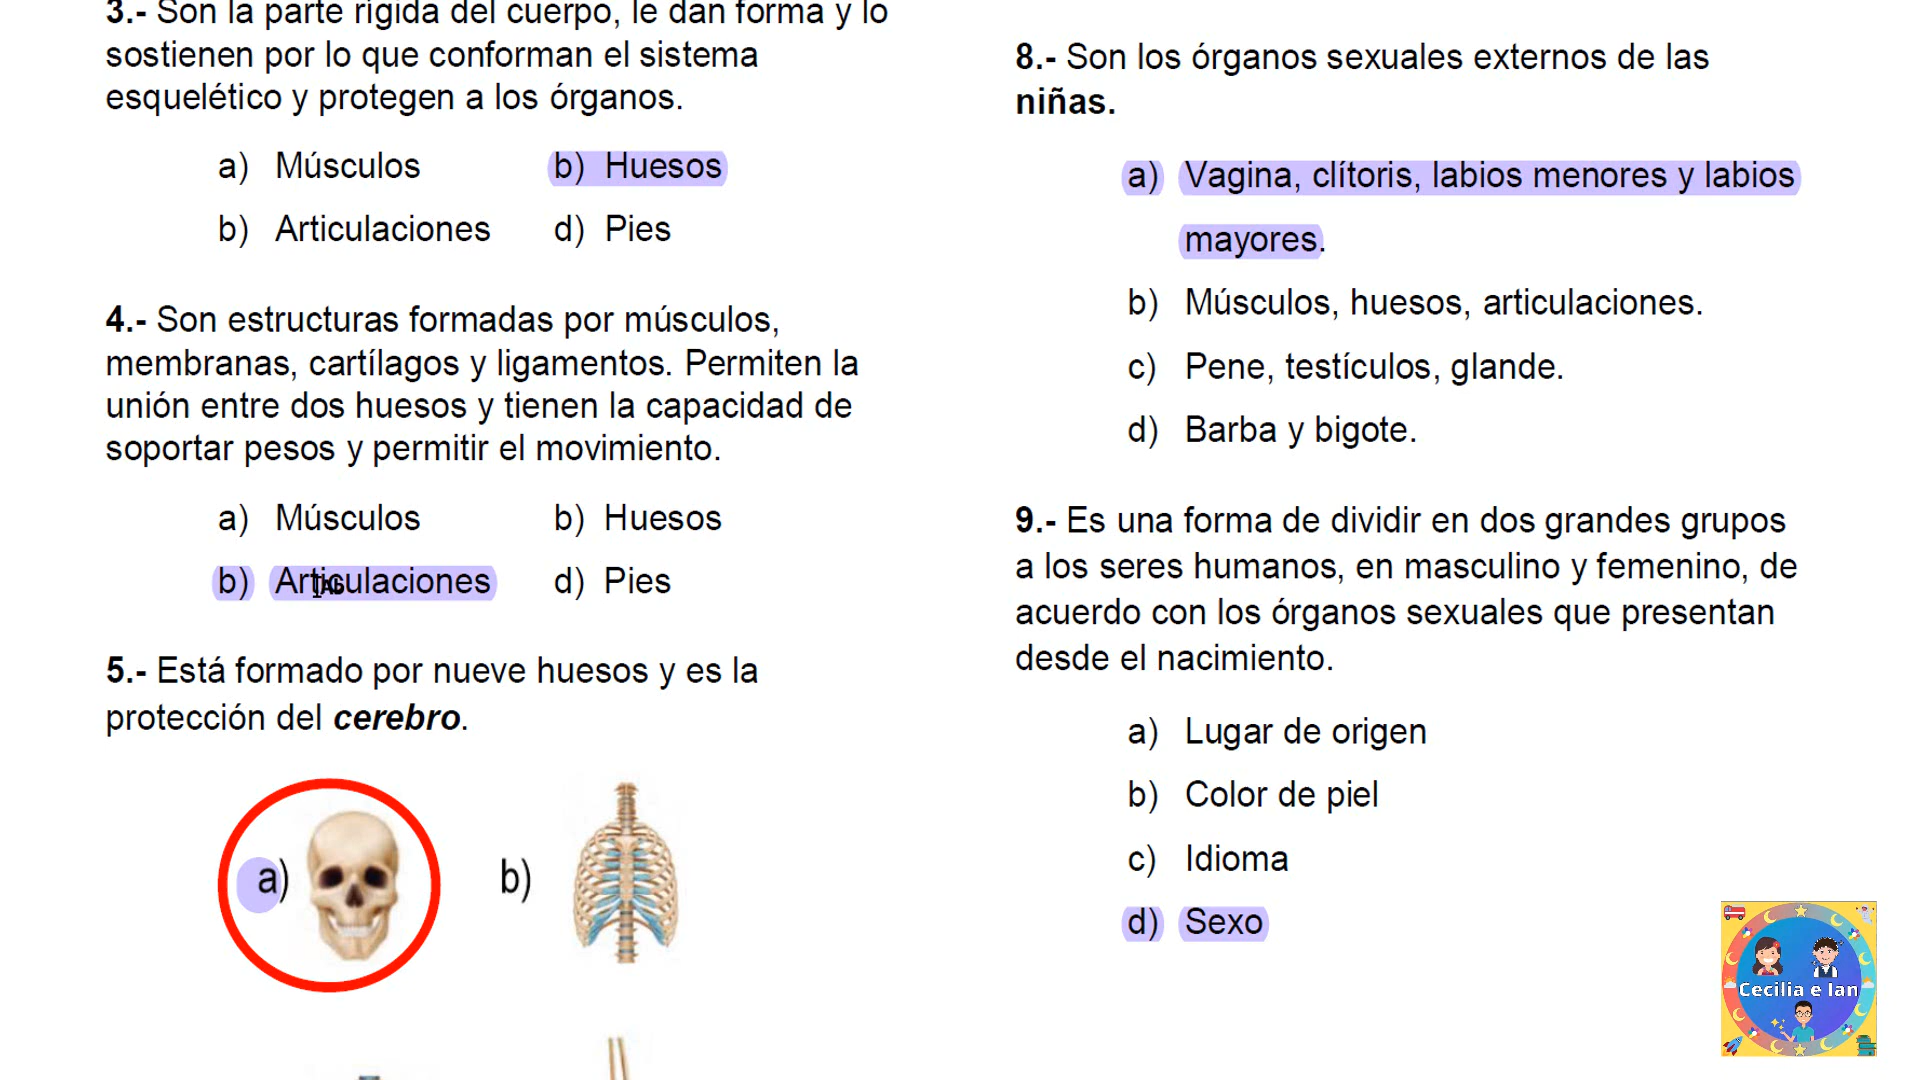 3.- Son la parte rígida del cuerpo, le dan forma y lo
sostienen por lo que conforman el sistema
esquelético y protegen a los órganos.
a) Músculos b) Huesos
b) Articulaciones d) Pies
4.- Son estructuras formadas por músculos,
membranas, cartílagos y ligamentos. Permiten la
unión entre dos huesos y tienen la capacidad de
soportar pesos y permitir el movimiento.
a) Músculos b) Huesos
b) Articulaciones d) Pies
5.- Está formado por nueve huesos y es la
protección del cerebro.
a) b)
8.- Son los órganos sexuales externos de las
niñas.
a) Vagina, clítoris, labios menores y labios
mayores.
b) Músculos, huesos, articulaciones.
c) Pene, testículos, glande.
d) Barba y bigote.
9.- Es una forma de dividir en dos grandes grupos
a los seres humanos, en masculino y femenino, de
acuerdo con los órganos sexuales que presentan
desde el nacimiento.
a) Lugar de origen
b) Color de piel
c) Idioma
d) Sexo
Cecilia e Ian